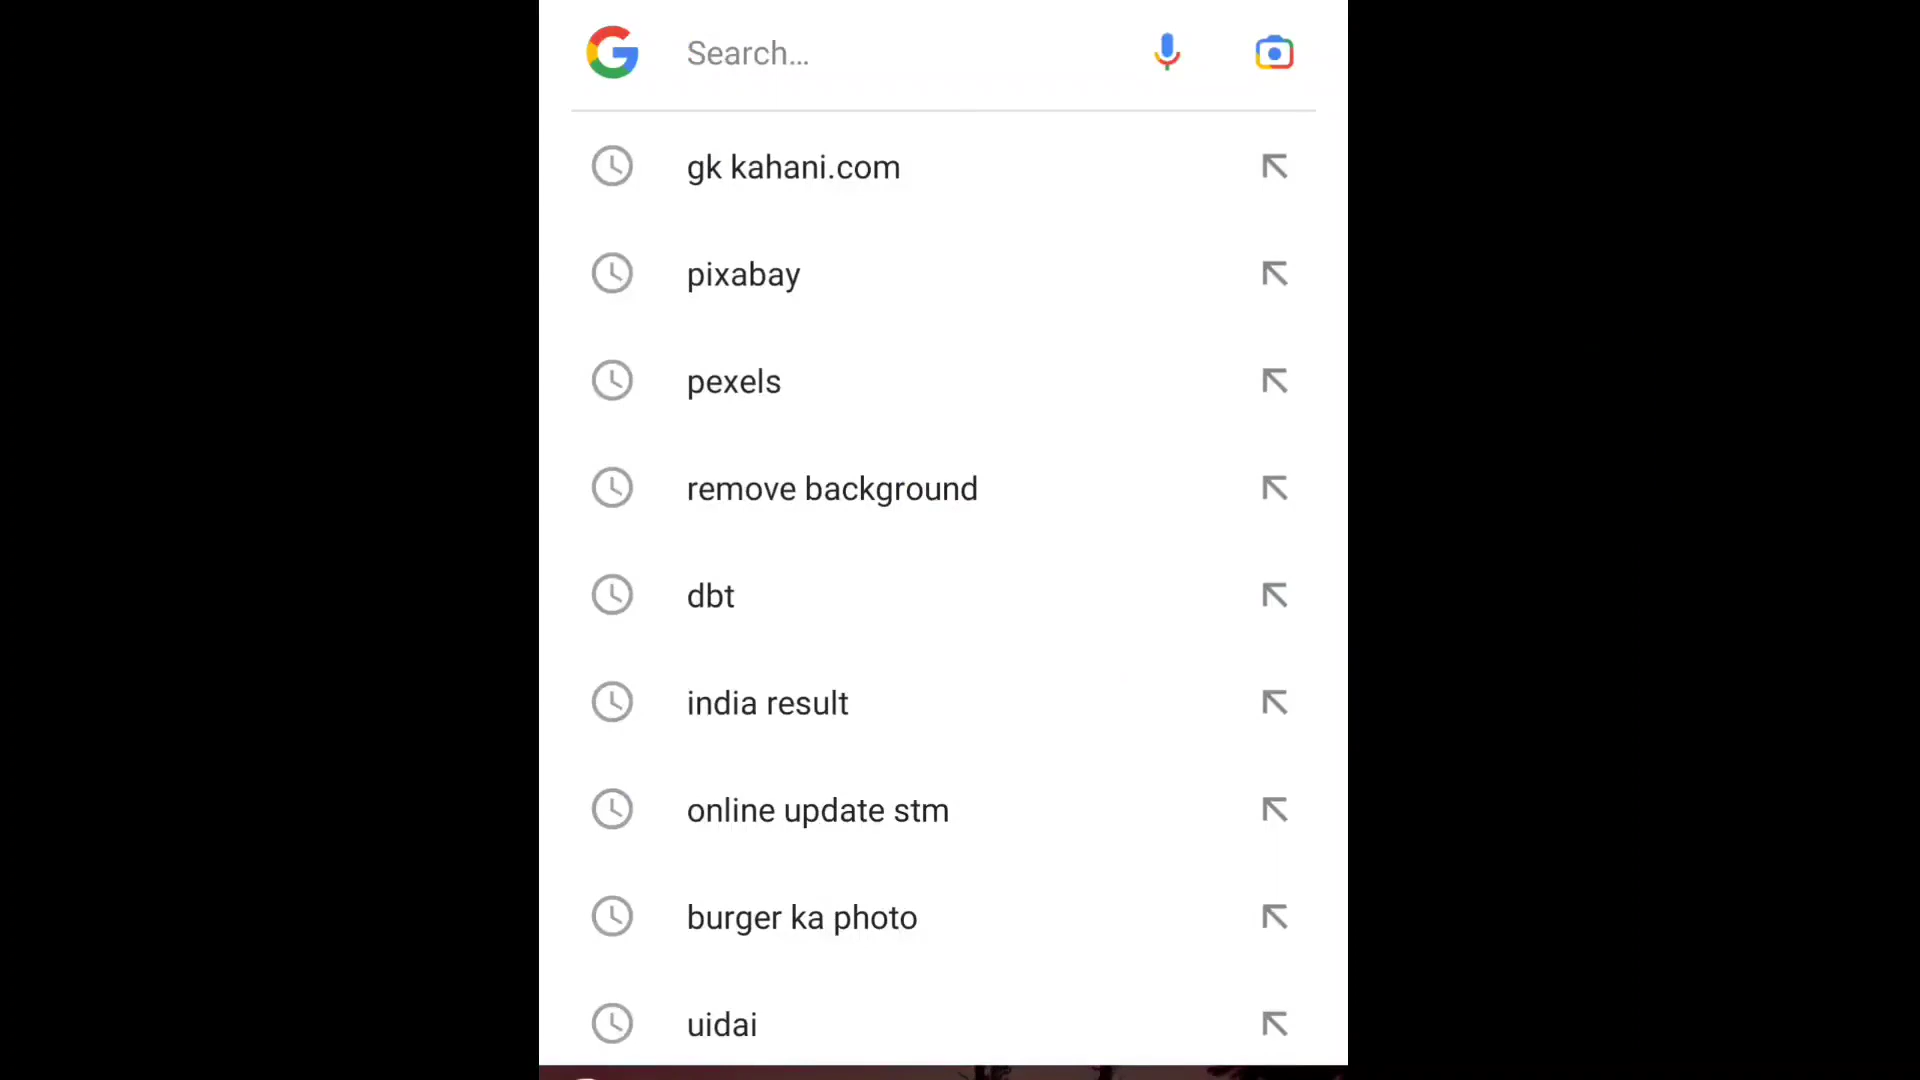 Search...
gk kahani.com
pixabay
pexels
remove background
dbt
india result
online update stm
burger ka photo
uidai